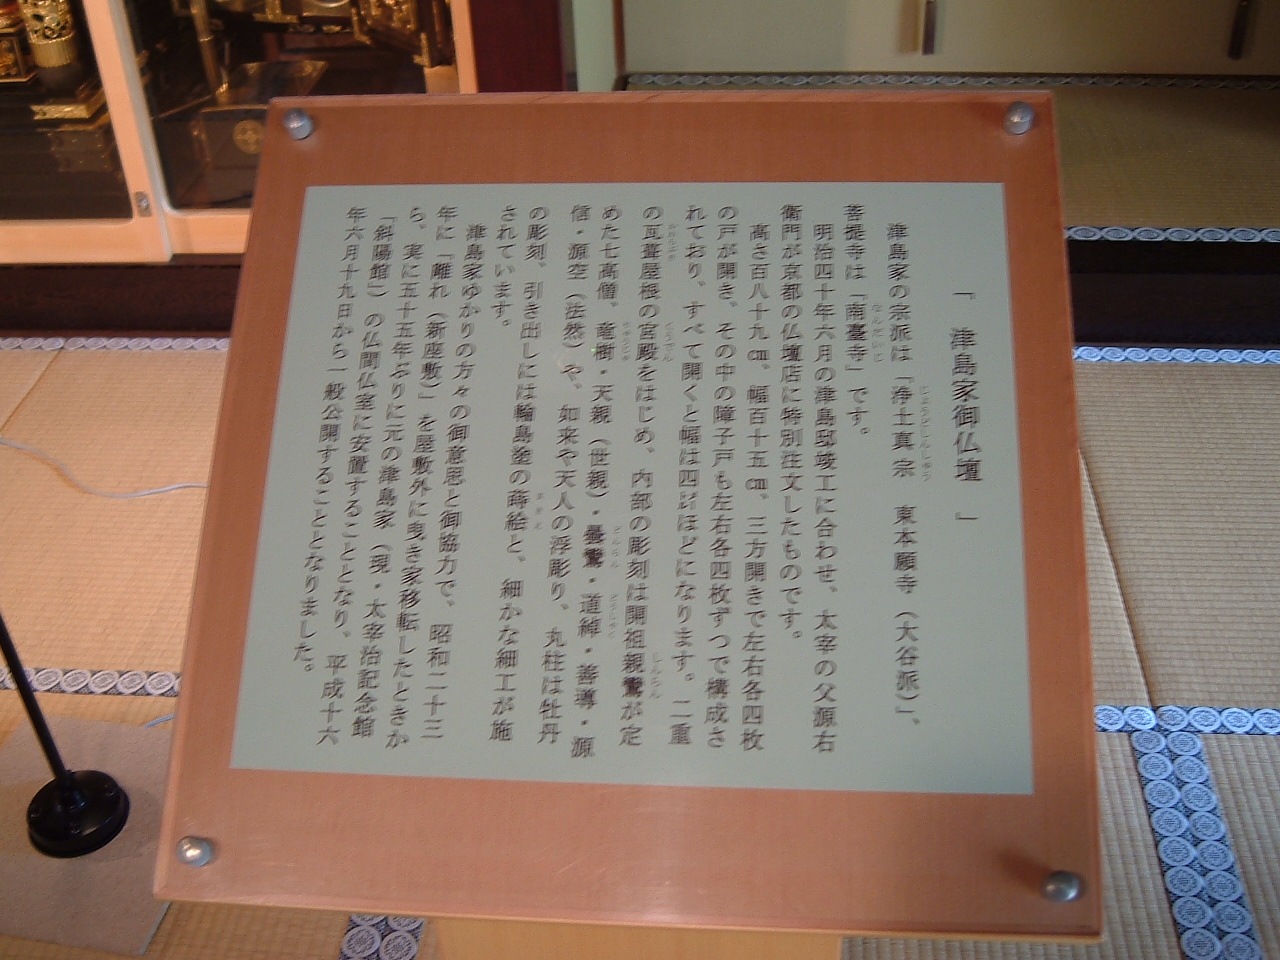 「津島家御仏壇」
津島家の宗派は「浄土真宗　東本願寺（大谷派）」、
菩提寺は「南臺寺」です。
明治四十年六月の津島邸竣工に合わせ、太宰の父源右
衛門が京都の仏壇店に特別注文したものです。
高さ百八十九㎝、幅百十五㎝、三方開きで左右各四枚
の戸が開き、その中の障子戸も左右各四枚ずつで構成さ
れており、すべて開くと幅は四㍍ほどになります。二重
の瓦葺屋根の宮殿をはじめ、内部の彫刻は開祖親鸞が定
めた七高僧。竜樹・天親（世親）・曇鸞・道綽・善導・源
信・源空（法然）や、如来や天人の浮彫り、丸柱は牡丹
の彫刻、引き出しには輪島塗の蒔絵と、細かな細工が施
されています。
津島家ゆかりの方々の御意思と御協力で、昭和二十三
年に「離れ（新座敷）」を屋敷外に曳き家移転したときか
ら、実に五十五年ぶりに元の津島家（現・太宰治記念館
「斜陽館」）の仏間仏室に安置することとなり、平成十六
年六月十九日から一般公開することとなりました。